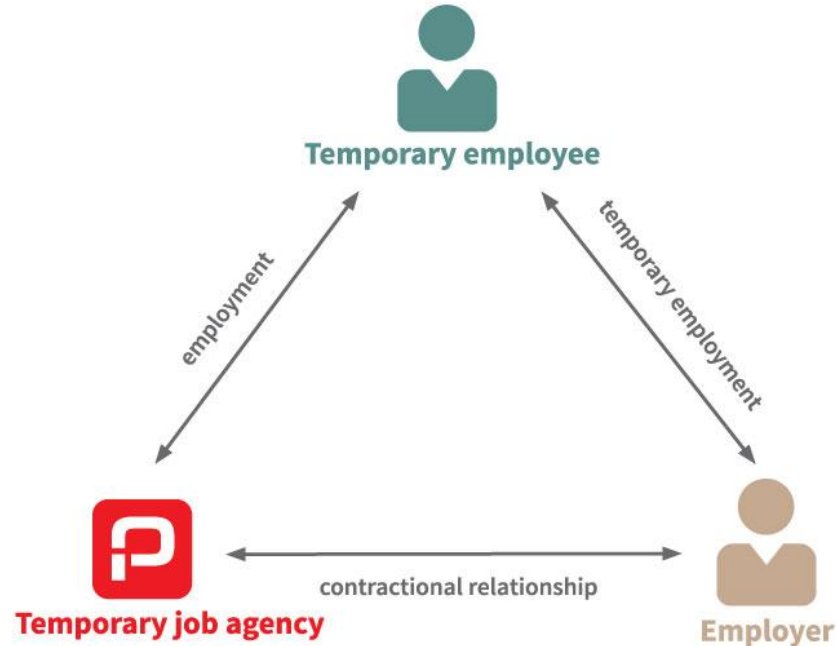 Temporary employee
employment
temporary employment
contractional relationship
Temporary job agency
Employer